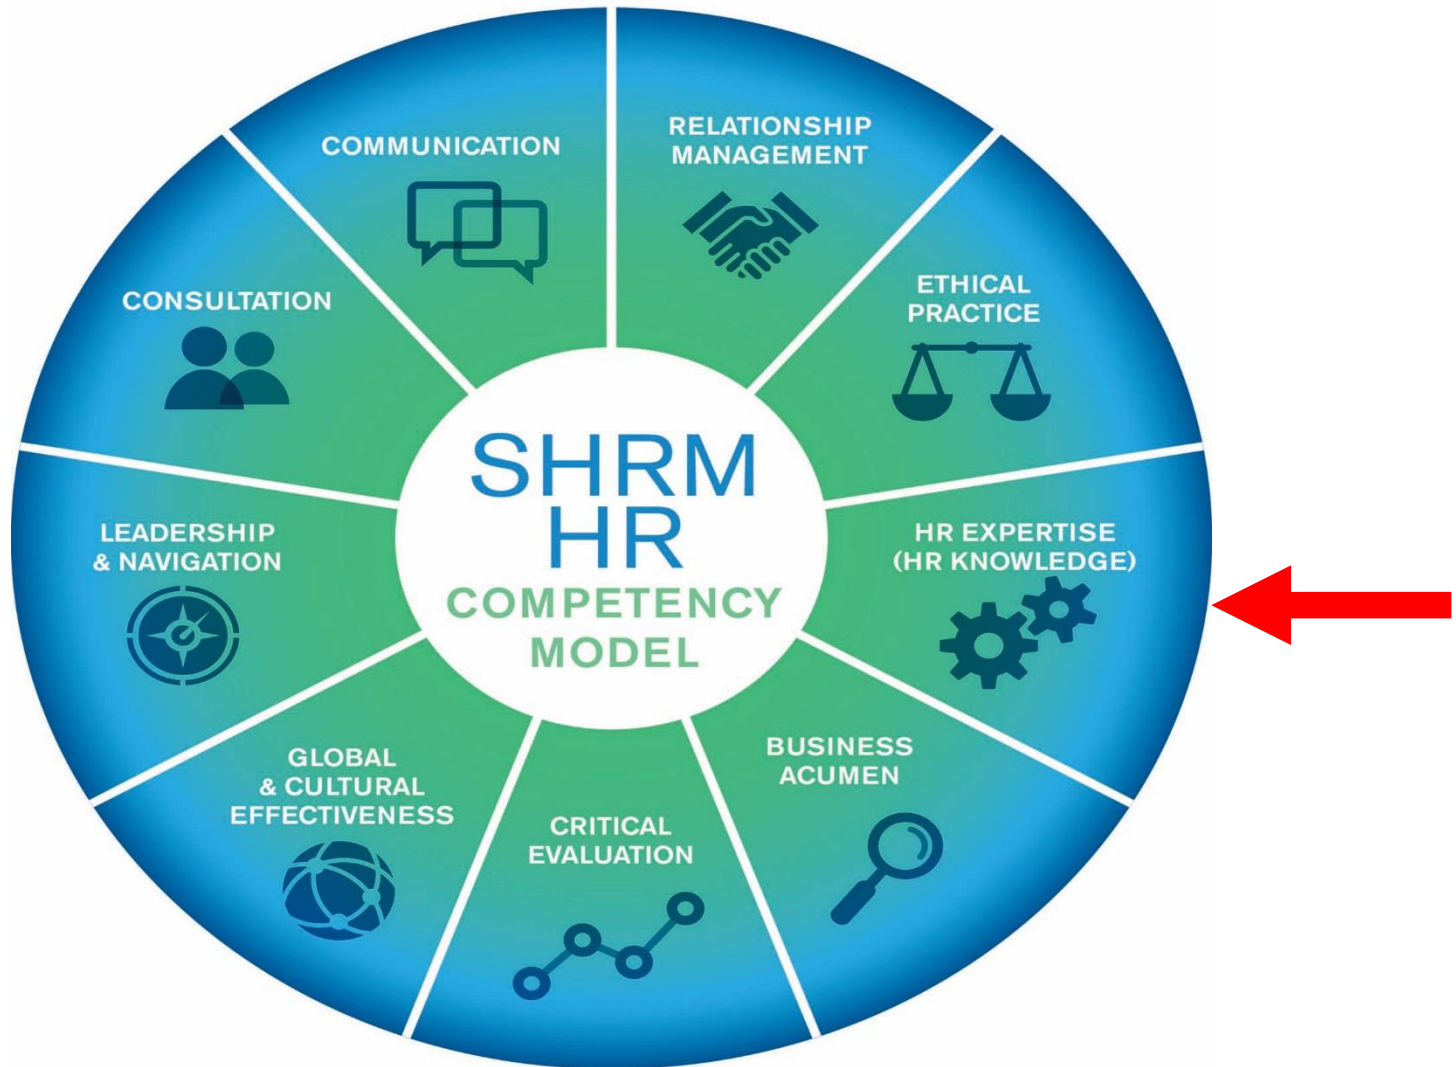 SHRM
HR
COMPETENCY
MODEL
RELATIONSHIP
MANAGEMENT
ETHICAL
PRACTICE
HR EXPERTISE
(HR KNOWLEDGE)
BUSINESS
ACUMEN
CRITICAL
EVALUATION
GLOBAL
& CULTURAL
EFFECTIVENESS
LEADERSHIP
& NAVIGATION
CONSULTATION
COMMUNICATION